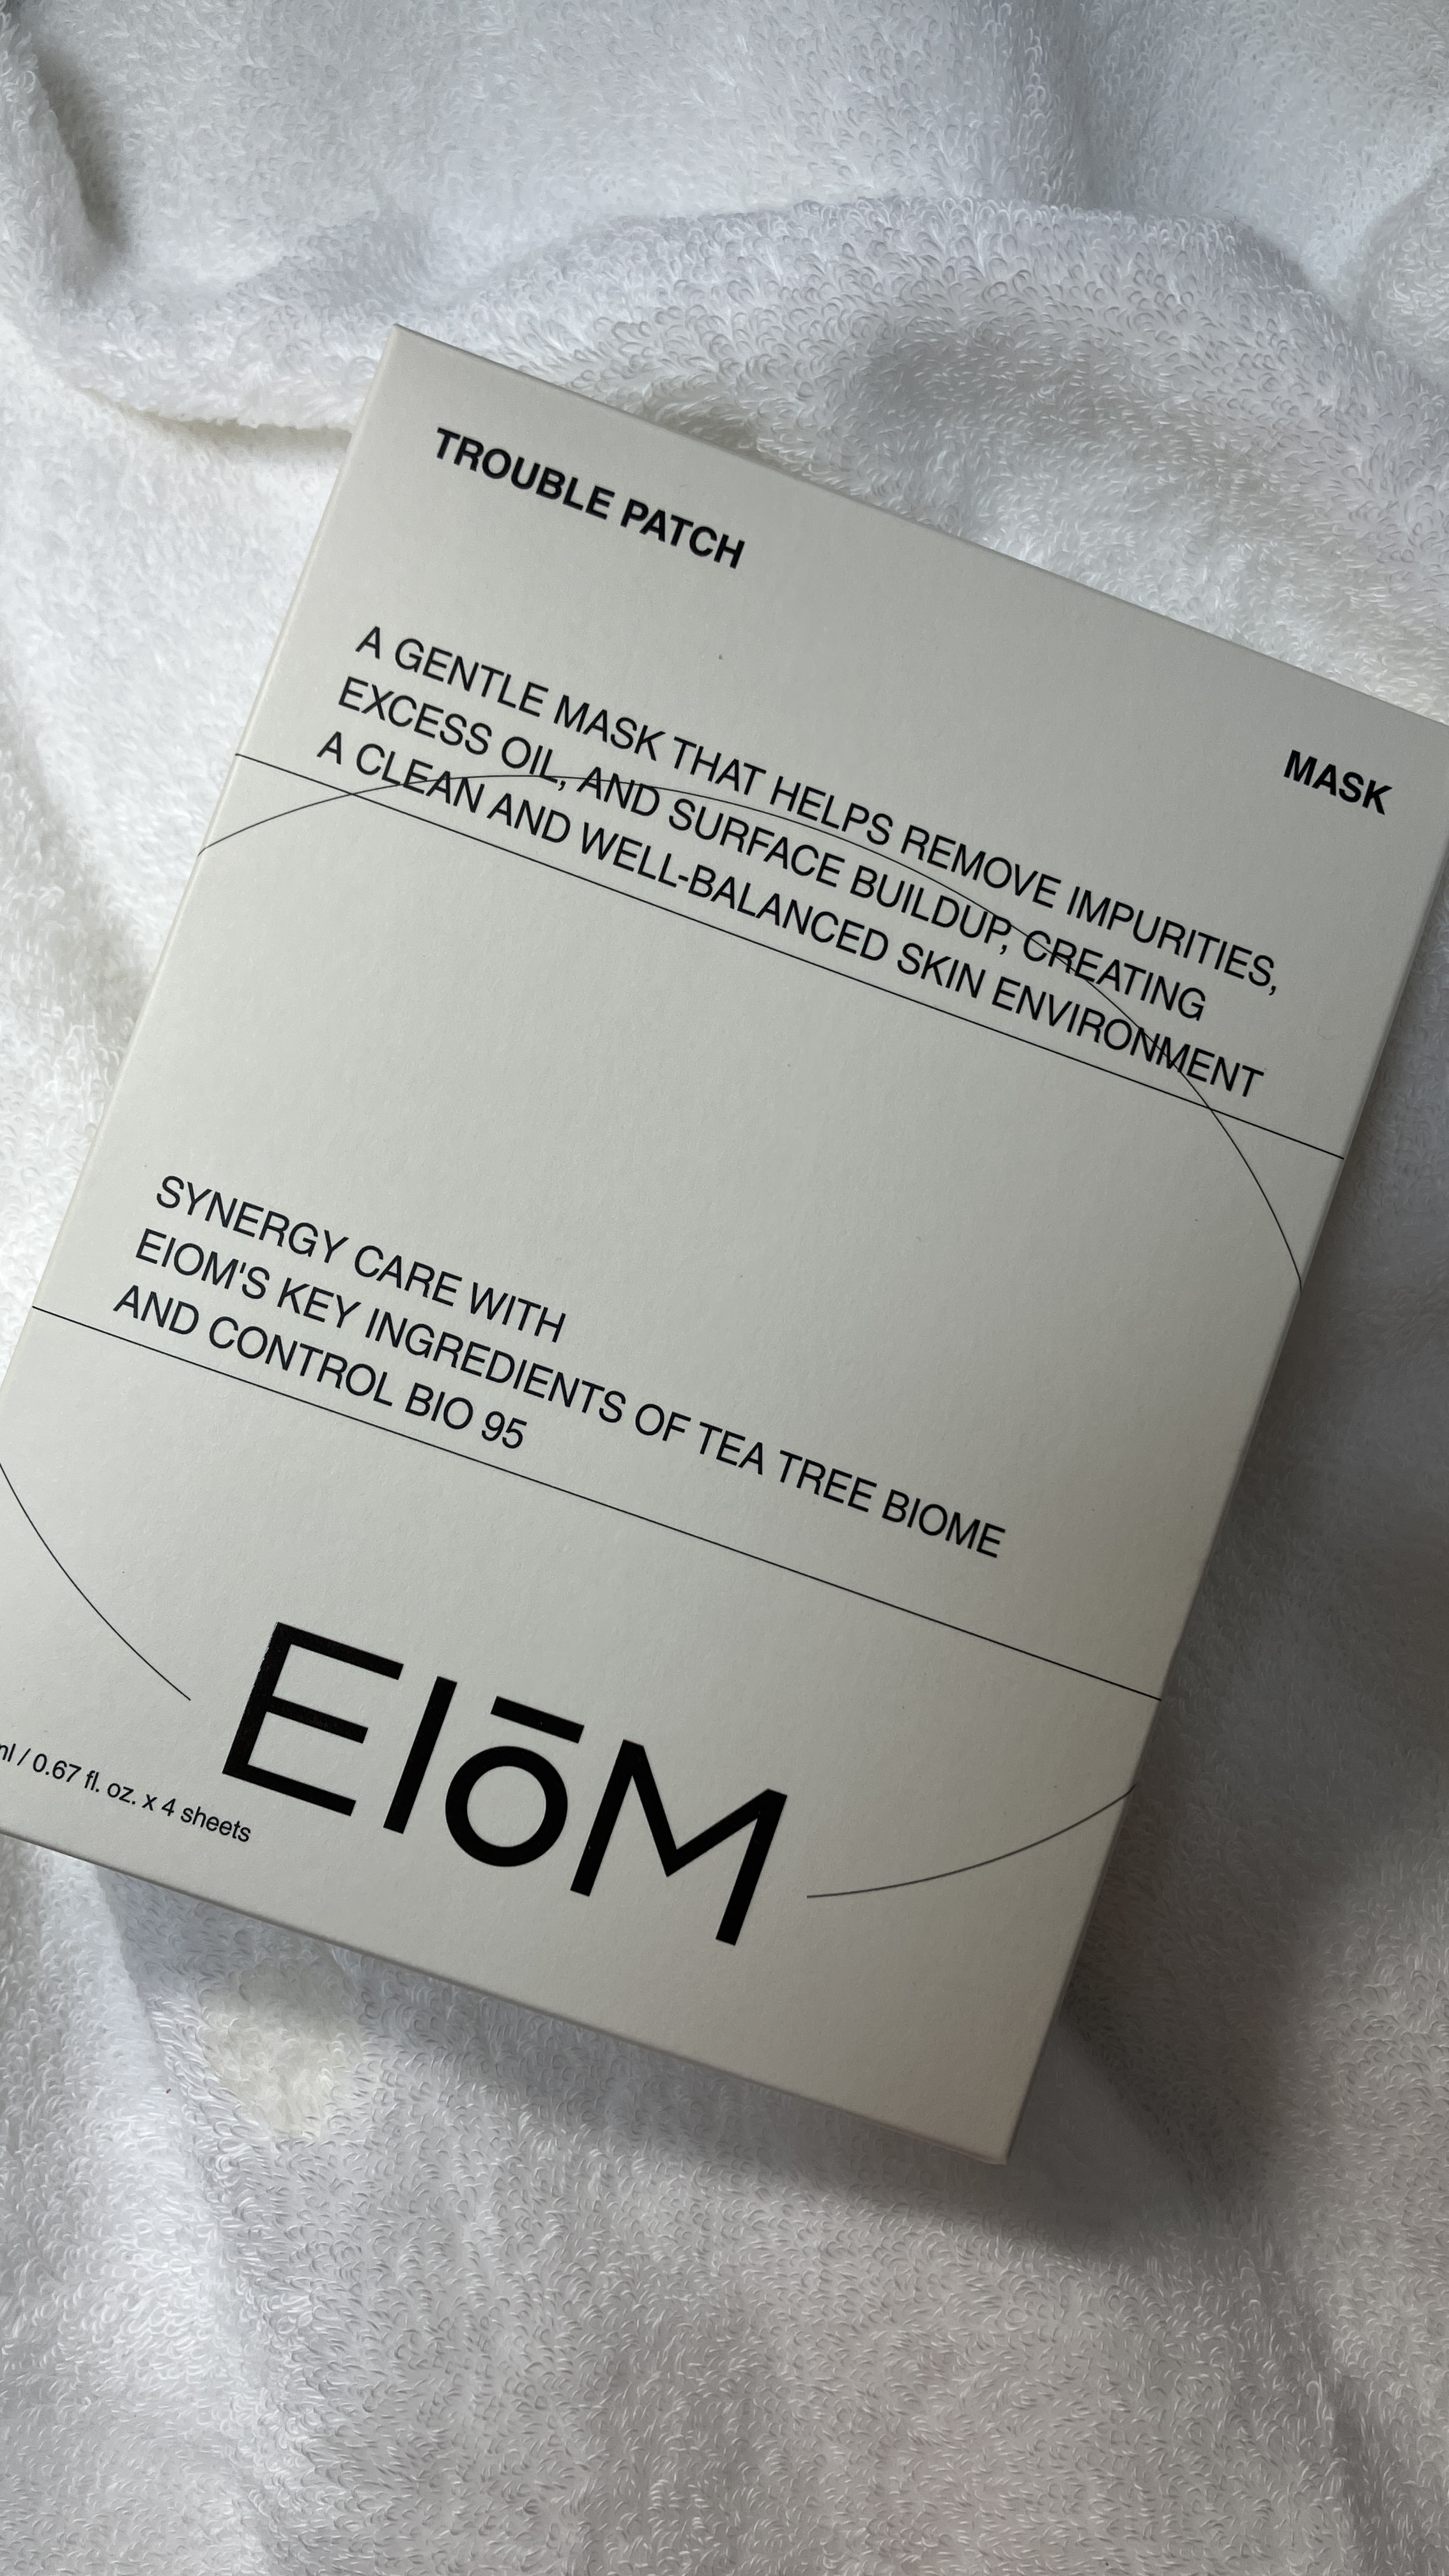 TROUBLE PATCH
MASK
A GENTLE MASK THAT HELPS REMOVE IMPURITIES,
EXCESS OIL, AND SURFACE BUILDUP, CREATING
A CLEAN AND WELL-BALANCED SKIN ENVIRONMENT
SYNERGY CARE WITH
EIOM'S KEY INGREDIENTS OF TEA TREE BIOME
AND CONTROL BIO 95
EIōM
/ 0.67 fl. oz. x 4 sheets